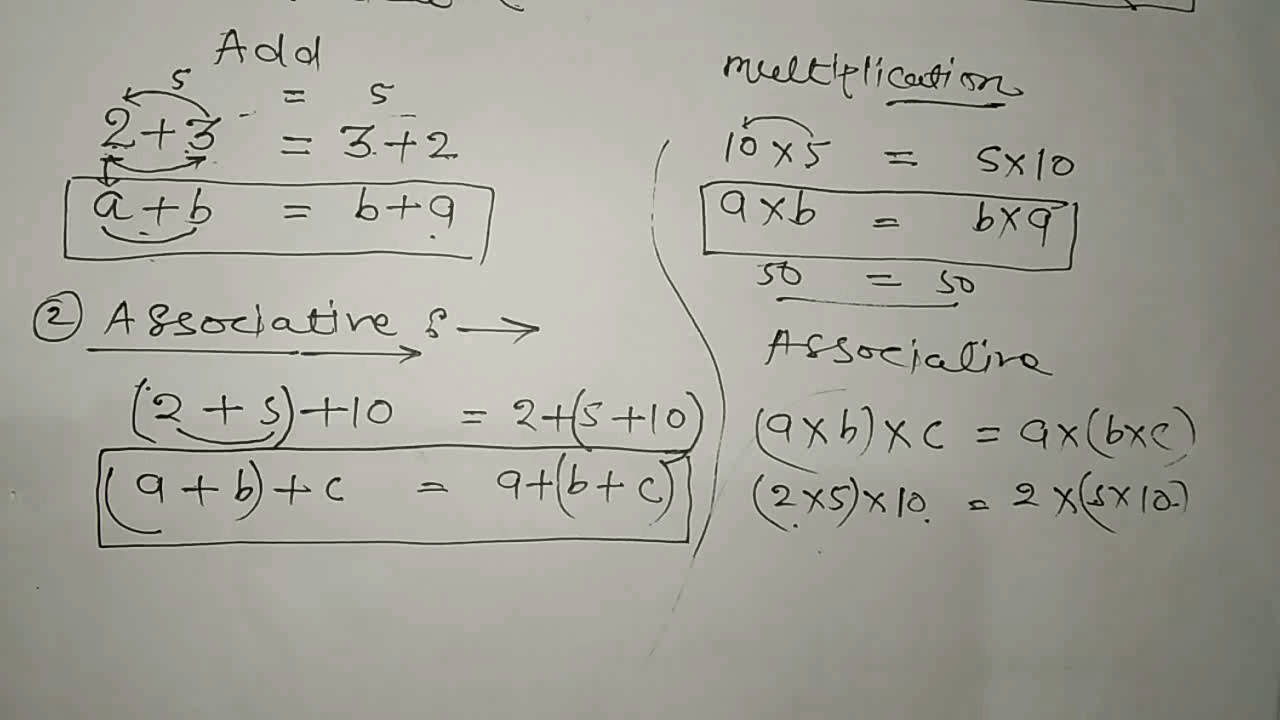 Add
5 = 5
2+3 = 3+2
a+b = b+a
② Associative :→
(2+5)+10 = 2+(5+10)
(a+b)+c = a+(b+c)
multiplication
10×5 = 5×10
a×b = b×a
50 = 50
Associative
(a×b)×c = a×(b×c)
(2×5)×10 = 2×(5×10)